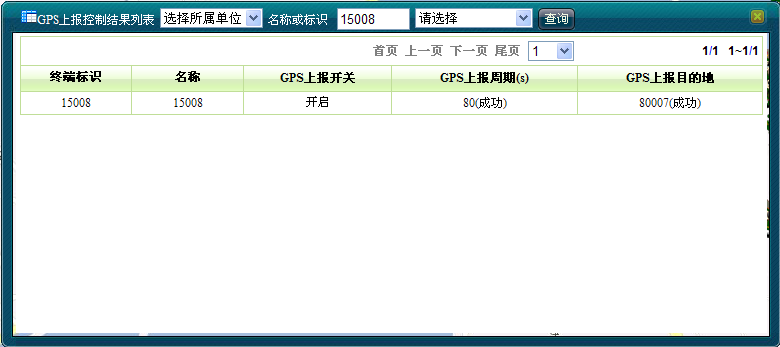 GPS上报控制结果列表 选择所属单位 名称或标识 15008 请选择 查询
首页 上一页 下一页 尾页 1 1/1 1~1/1
终端标识 名称 GPS上报开关 GPS上报周期(s) GPS上报目的地
15008 15008 开启 80(成功) 80007(成功)